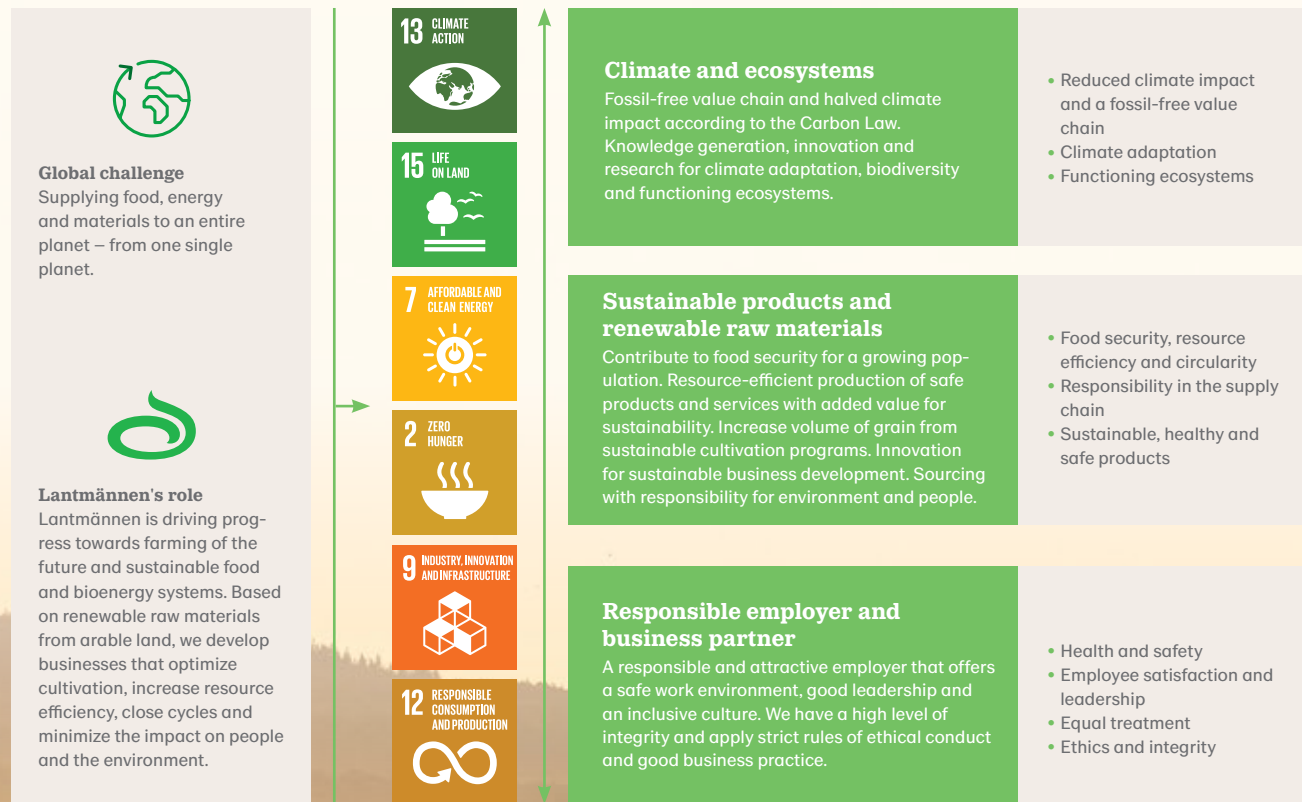 Global challenge
Supplying food, energy
and materials to an entire
planet – from one single
planet.
Lantmännen's role
Lantmännen is driving prog-
ress towards farming of the
future and sustainable food
and bioenergy systems. Based
on renewable raw materials
from arable land, we develop
businesses that optimize
cultivation, increase resource
efficiency, close cycles and
minimize the impact on people
and the environment.
13 CLIMATE
ACTION
15 LIFE
ON LAND
7 AFFORDABLE AND
CLEAN ENERGY
2 ZERO
HUNGER
9 INDUSTRY, INNOVATION
AND INFRASTRUCTURE
12 RESPONSIBLE
CONSUMPTION
AND PRODUCTION
Climate and ecosystems
Fossil-free value chain and halved climate
impact according to the Carbon Law.
Knowledge generation, innovation and
research for climate adaptation, biodiversity
and functioning ecosystems.
• Reduced climate impact
and a fossil-free value
chain
• Climate adaptation
• Functioning ecosystems
Sustainable products and
renewable raw materials
Contribute to food security for a growing pop-
ulation. Resource-efficient production of safe
products and services with added value for
sustainability. Increase volume of grain from
sustainable cultivation programs. Innovation
for sustainable business development. Sourcing
with responsibility for environment and people.
• Food security, resource
efficiency and circularity
• Responsibility in the supply
chain
• Sustainable, healthy and
safe products
Responsible employer and
business partner
A responsible and attractive employer that offers
a safe work environment, good leadership and
an inclusive culture. We have a high level of
integrity and apply strict rules of ethical conduct
and good business practice.
• Health and safety
• Employee satisfaction and
leadership
• Equal treatment
• Ethics and integrity